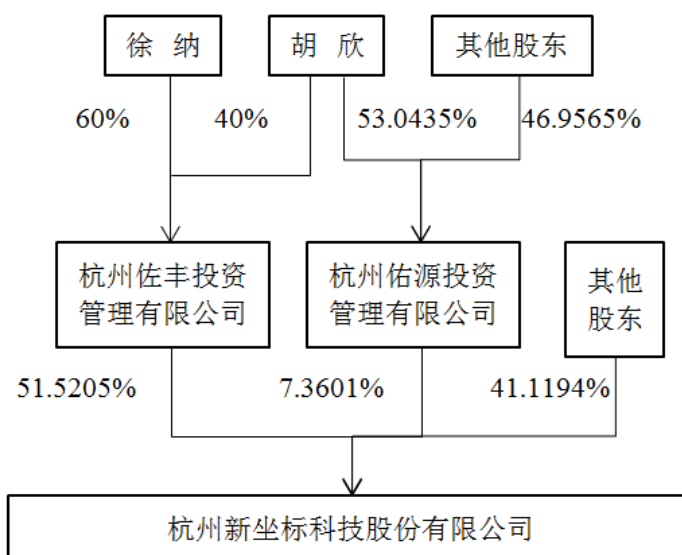 徐 纳
胡 欣
其他股东
60%
40%
53.0435%
46.9565%
杭州佐丰投资
管理有限公司
杭州佑源投资
管理有限公司
其他
股东
51.5205%
7.3601%
41.1194%
杭州新坐标科技股份有限公司